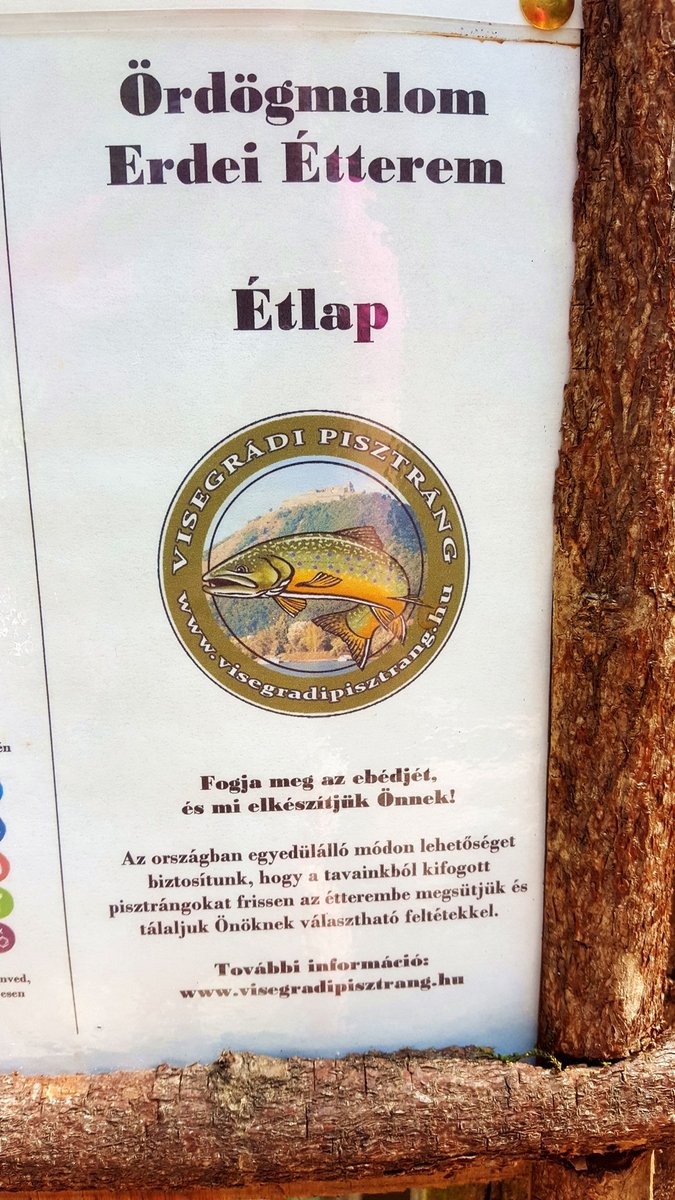 Ördögmalom
Erdei Étterem
Étlap
VISEGRÁDI PISZTRÁNG
www.visegradipisztrang.hu
Fogja meg az ebédjét,
és mi elkészítjük Önnek!
Az országban egyedülálló módon lehetőséget
biztosítunk, hogy a tavainkból kifogott
pisztrángokat frissen az étterembe megsütjük és
tálaljuk Önöknek választható feltétekkel.
További információ:
www.visegradipisztrang.hu